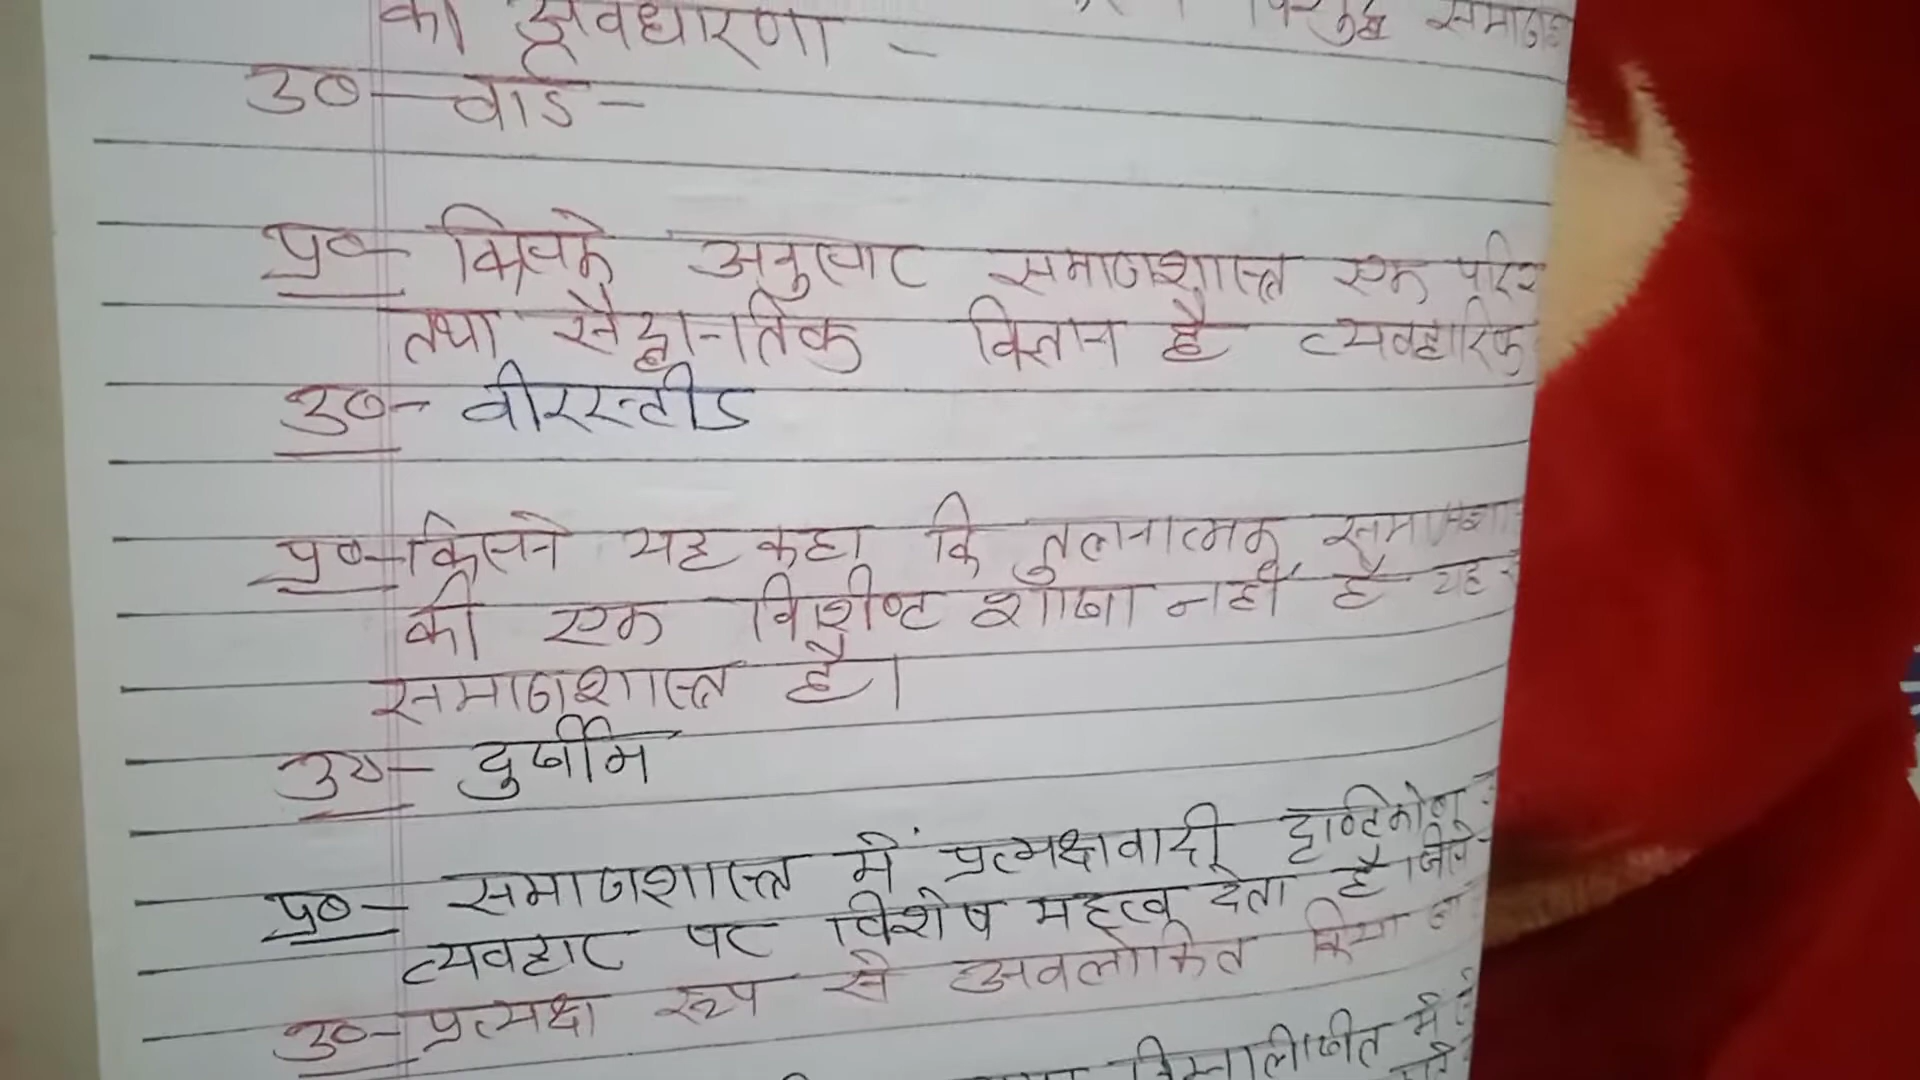 की अवधारणा -
उ०- वार्ड -
प्र०- किसके अनुसार समाजशास्त्र एक
तथा सैद्धान्तिक विज्ञान है व्यवहारिक
उ०- वीरस्टीड
प्र०- किसने यह कहा कि तुलनात्मक
की एक विशीष्ट शाखा नहीं है यह
समाजशास्त्र है।
उ०- दुर्खीम
प्र०- समाजशास्त्र में प्रत्यक्षवादी दृष्टिकोण
व्यवहार पर विशेष महत्व देता है
उ०- प्रत्यक्ष रूप से अवलोकित किया
में